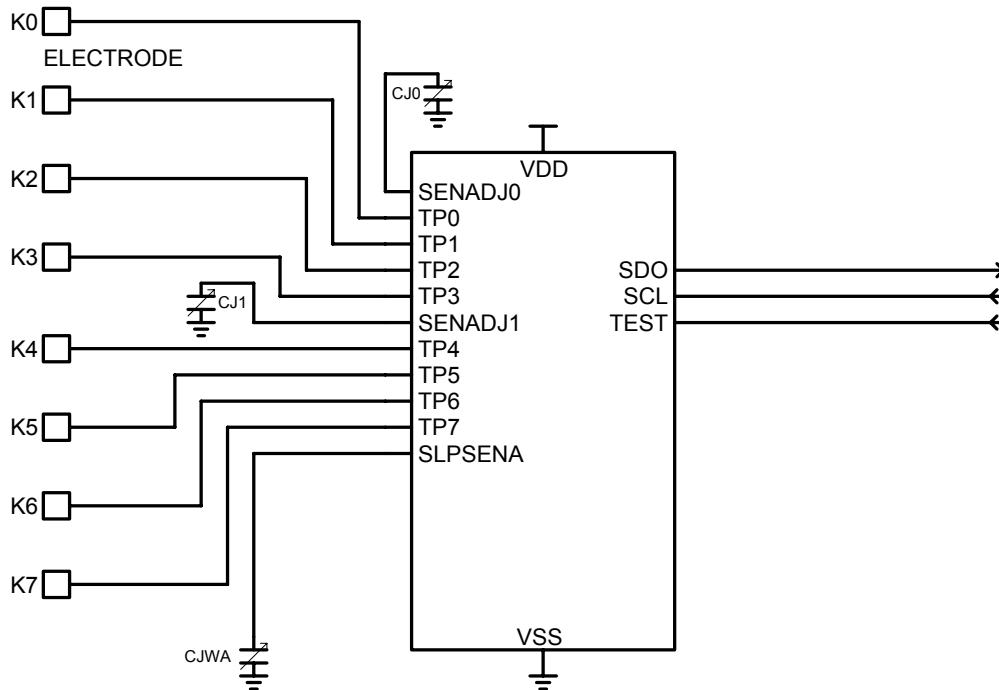 K0
ELECTRODE
K1
K2
K3
K4
K5
K6
K7
CJ0
CJ1
CJWA
VDD
SENADJ0
TP0
TP1
TP2
TP3
SENADJ1
TP4
TP5
TP6
TP7
SLPSENA
SDO
SCL
TEST
VSS